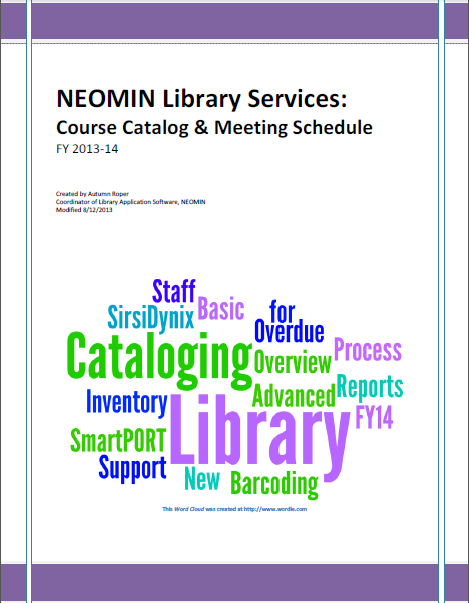 NEOMIN Library Services:
Course Catalog & Meeting Schedule
FY 2013-14
Created by Autumn Roper
Coordinator of Library Application Software, NEOMIN
Modified 8/12/2013
Staff
Basic
SirsiDynix
for
Overdue
Cataloging
Overview
Process
Advanced
Reports
Inventory
Library
FY14
SmartPORT
Support
New
Barcoding
This Word Cloud was created at http://www.wordle.com